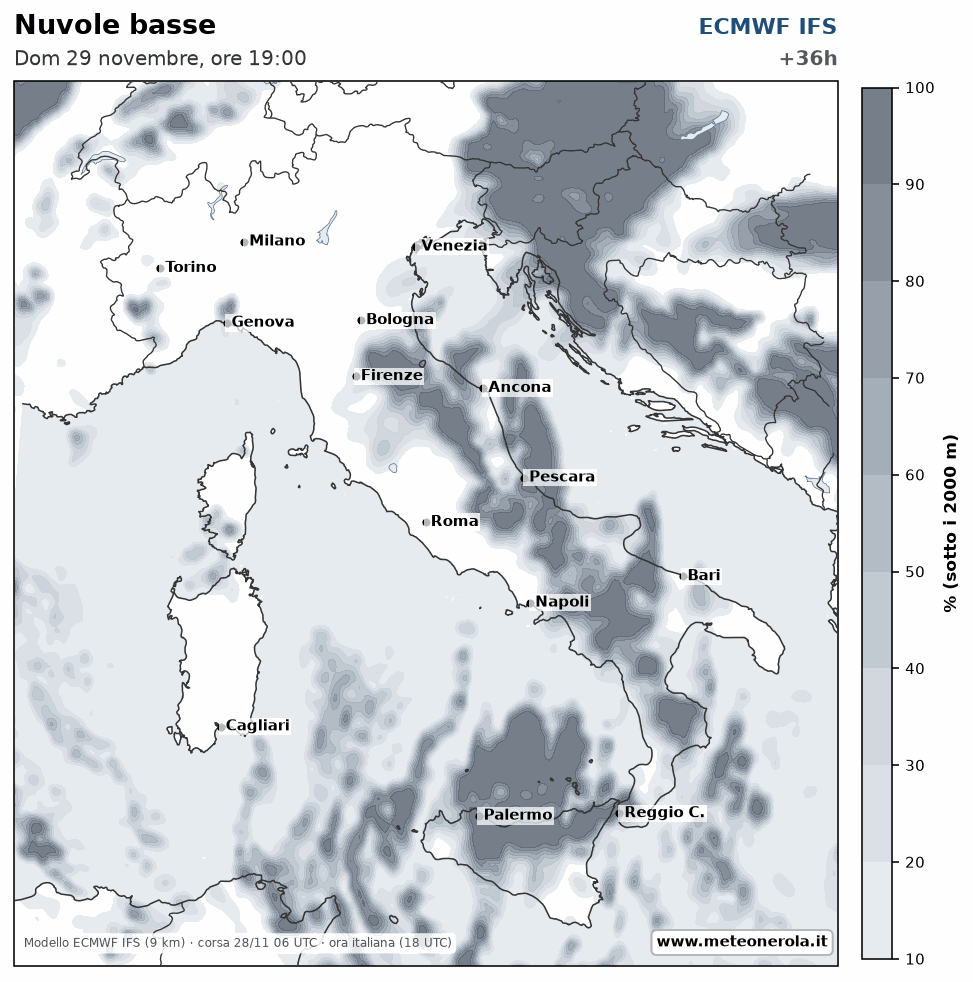 Nuvole basse
ECMWF IFS
Dom 29 novembre, ore 19:00
+36h
Milano
Venezia
Torino
Genova
Bologna
Firenze
Ancona
Pescara
Roma
Bari
Napoli
Cagliari
Palermo
Reggio C.
Modello ECMWF IFS (9 km) · corsa 28/11 06 UTC · ora italiana (18 UTC)
www.meteonerola.it
100
90
80
70
60
50
40
30
20
10
% (sotto i 2000 m)